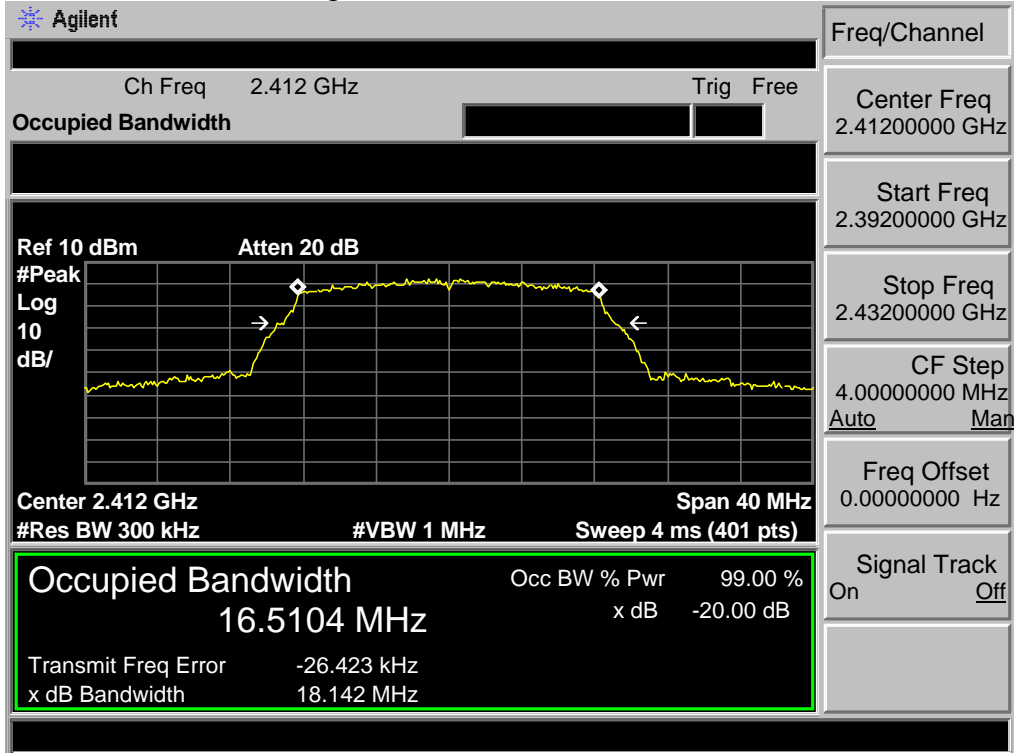 Agilent
Freq/Channel
Ch Freq 2.412 GHz Trig Free
Occupied Bandwidth
Center Freq
2.41200000 GHz
Start Freq
2.39200000 GHz
Stop Freq
2.43200000 GHz
CF Step
4.00000000 MHz
Auto Man
Freq Offset
0.00000000 Hz
Signal Track
On Off
Ref 10 dBm Atten 20 dB
#Peak
Log
10
dB/
Center 2.412 GHz Span 40 MHz
#Res BW 300 kHz #VBW 1 MHz Sweep 4 ms (401 pts)
Occupied Bandwidth Occ BW % Pwr 99.00 %
16.5104 MHz x dB -20.00 dB
Transmit Freq Error -26.423 kHz
x dB Bandwidth 18.142 MHz